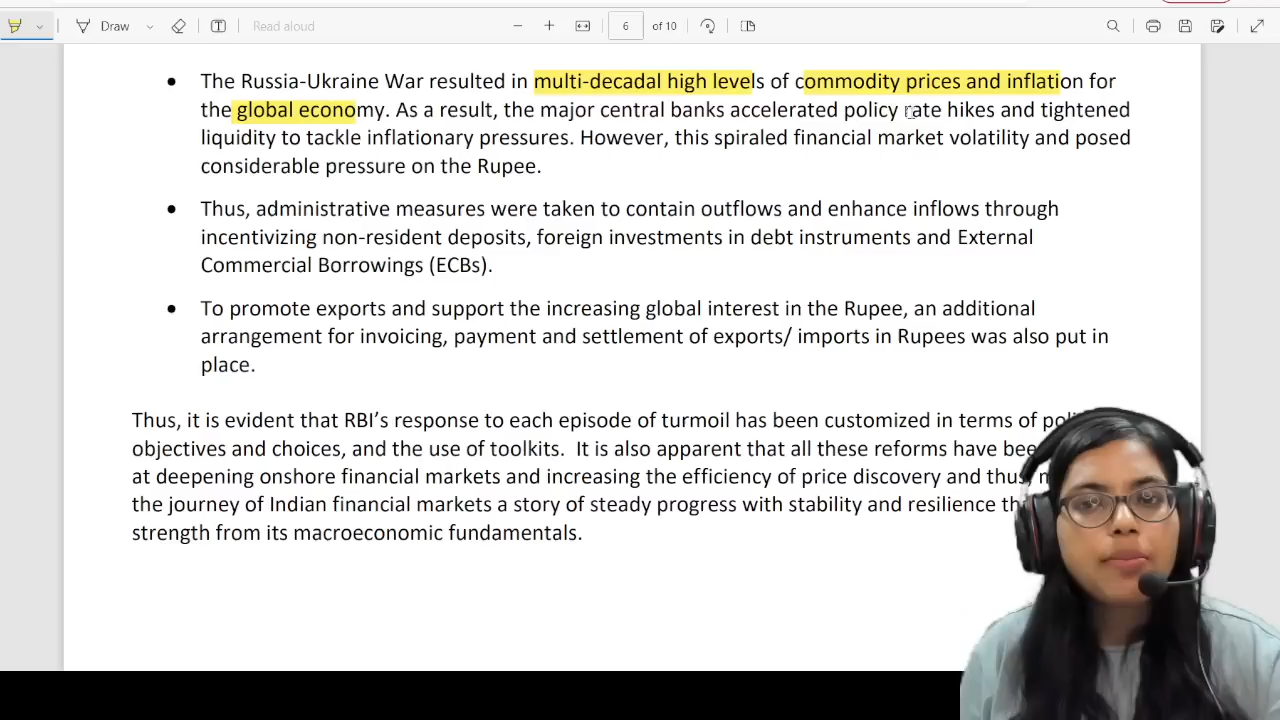 Draw
Read aloud
6
of 10
The Russia-Ukraine War resulted in multi-decadal high levels of commodity prices and inflation for
the global economy. As a result, the major central banks accelerated policy rate hikes and tightened
liquidity to tackle inflationary pressures. However, this spiraled financial market volatility and posed
considerable pressure on the Rupee.
Thus, administrative measures were taken to contain outflows and enhance inflows through
incentivizing non-resident deposits, foreign investments in debt instruments and External
Commercial Borrowings (ECBs).
To promote exports and support the increasing global interest in the Rupee, an additional
arrangement for invoicing, payment and settlement of exports/ imports in Rupees was also put in
place.
Thus, it is evident that RBI's response to each episode of turmoil has been customized in terms of
objectives and choices, and the use of toolkits. It is also apparent that all these reforms have been
at deepening onshore financial markets and increasing the efficiency of price discovery and thus,
the journey of Indian financial markets a story of steady progress with stability and resilience
strength from its macroeconomic fundamentals.